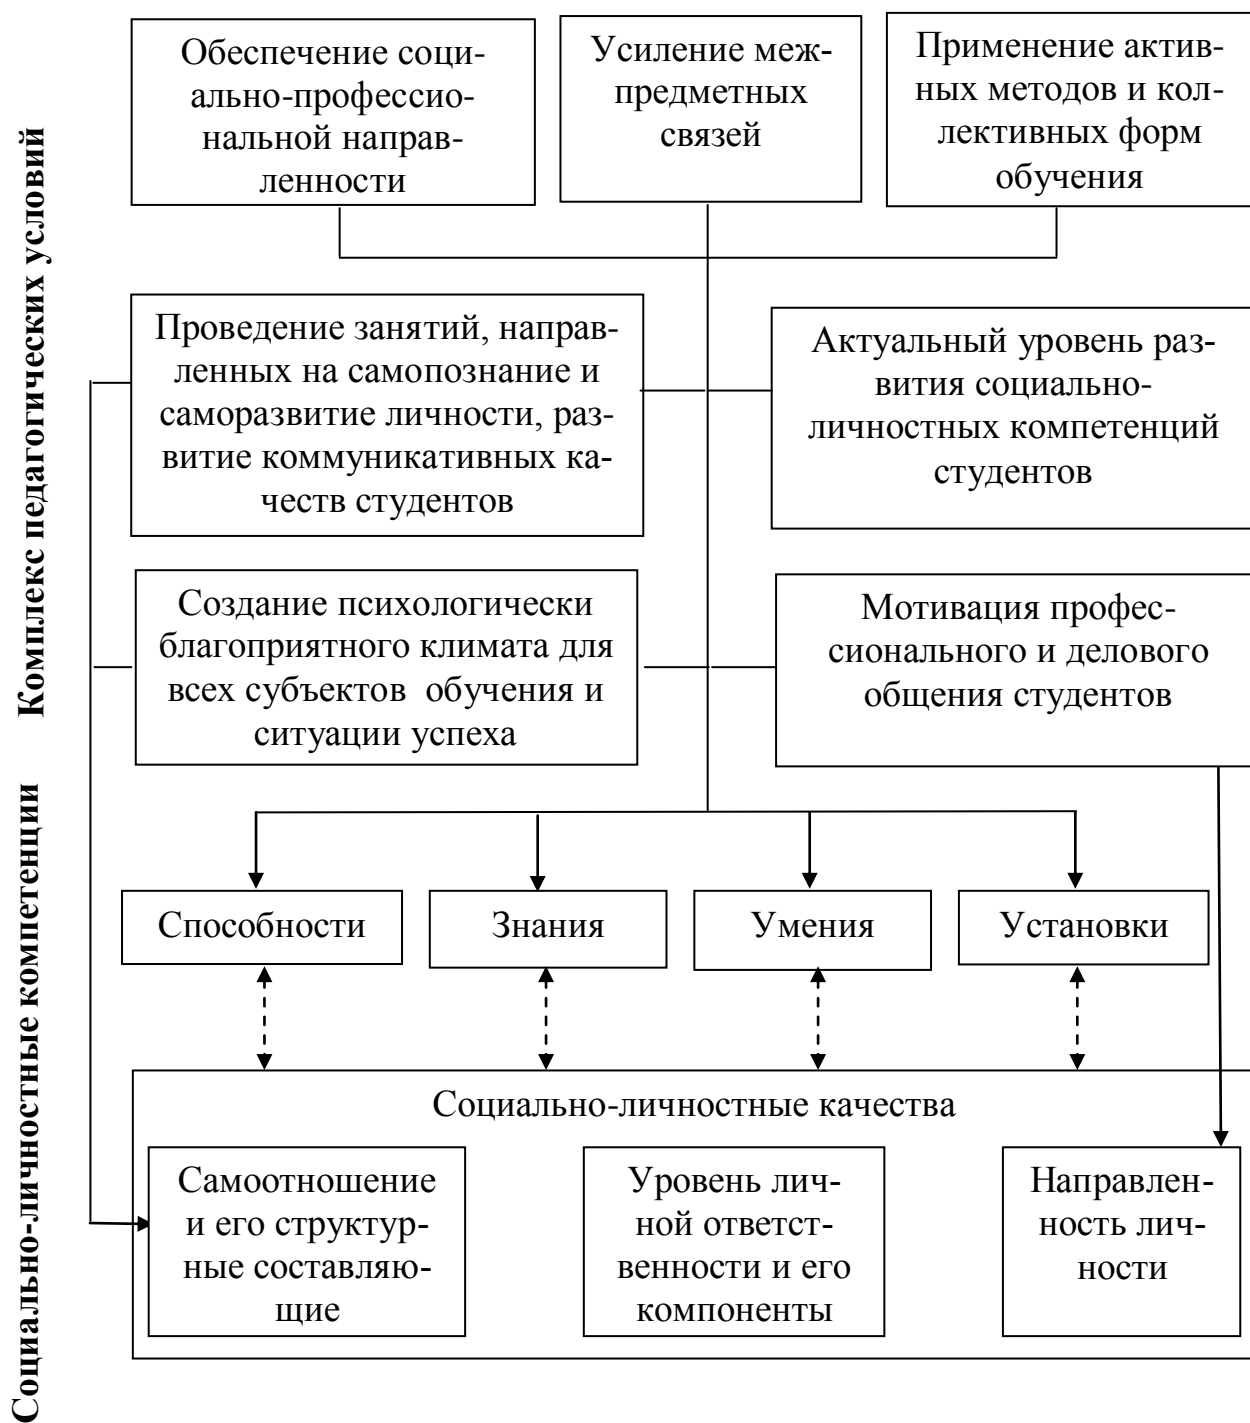 Комплекс педагогических условий
Обеспечение соци-
ально-профессио-
нальной направ-
ленности
Усиление меж-
предметных
связей
Применение актив-
ных методов и кол-
лективных форм
обучения
Проведение занятий, направ-
ленных на самопознание и
саморазвитие личности, раз-
витие коммуникативных ка-
честв студентов
Актуальный уровень раз-
вития социально-
личностных компетенций
студентов
Создание психологически
благоприятного климата для
всех субъектов обучения и
ситуации успеха
Мотивация профес-
сионального и делового
общения студентов
Социально-личностные компетенции
Способности
Знания
Умения
Установки
Социально-личностные качества
Самоотношение
и его структур-
ные составляю-
щие
Уровень лич-
ной ответст-
венности и его
компоненты
Направлен-
ность лич-
ности